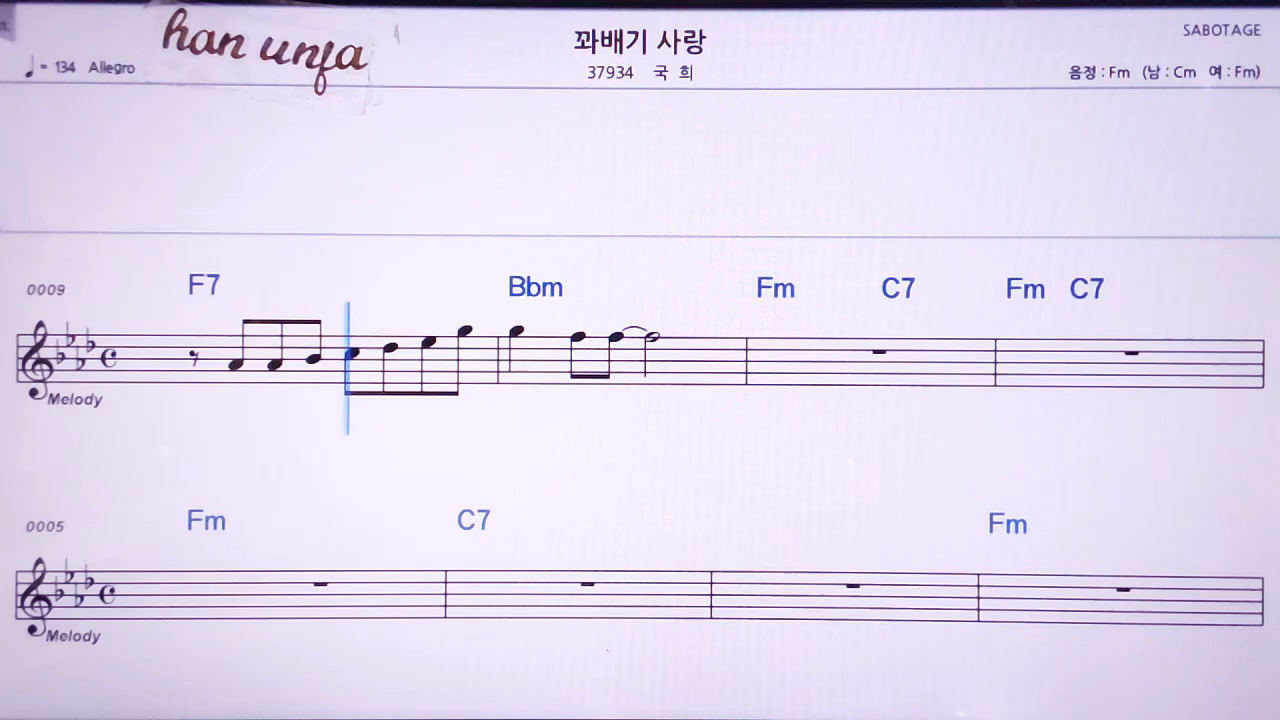 han unfa
꽈배기 사랑
SABOTAGE
♩ = 134 Allegro
37934 국 희
음정 : Fm (남 : Cm 여 : Fm)
0009 F7 Bbm Fm C7 Fm C7
Melody
0005 Fm C7 Fm
Melody